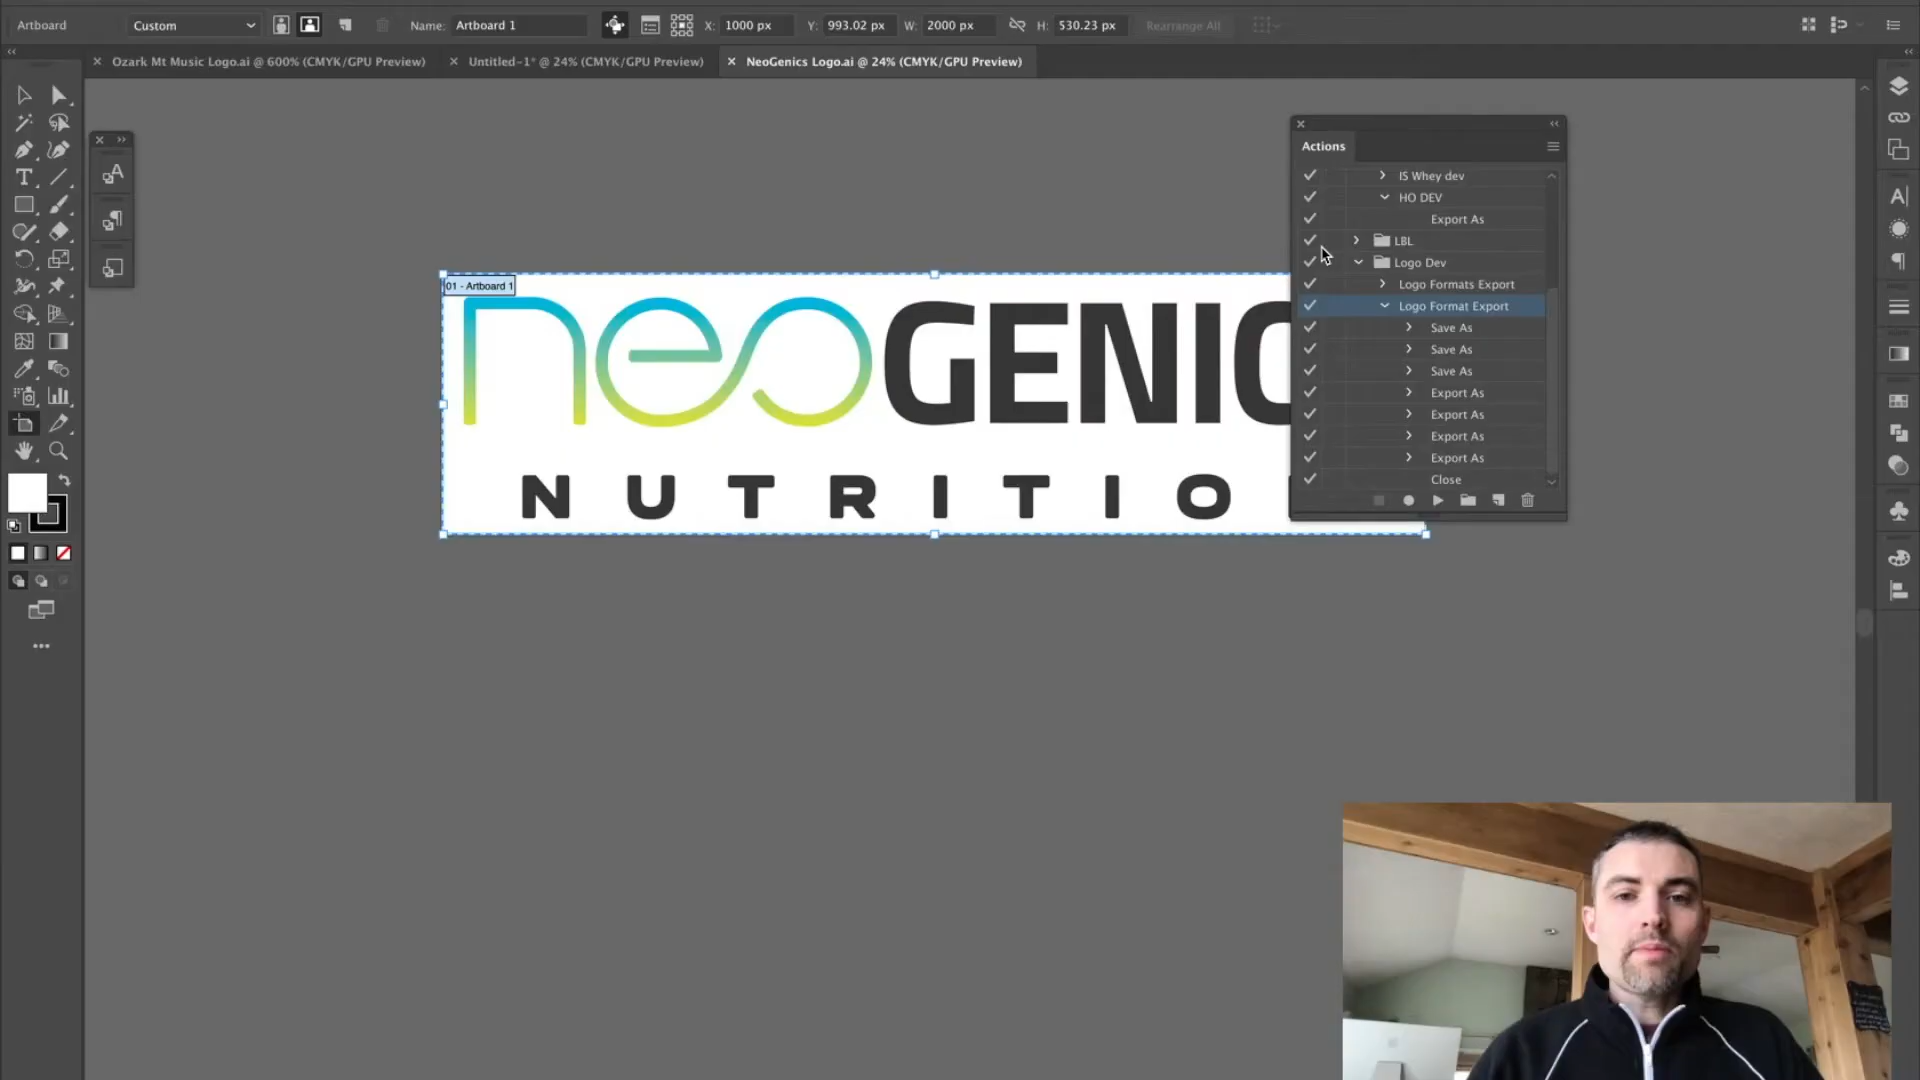 Artboard Custom Name: Artboard 1 X: 1000 px Y: 993.02 px W: 2000 px H: 530.23 px Rearrange All
Ozark Mt Music Logo.ai @ 600% (CMYK/GPU Preview) Untitled-1* @ 24% (CMYK/GPU Preview) NeoGenics Logo.ai @ 24% (CMYK/GPU Preview)
01 - Artboard 1
neoGENIC
NUTRITIO
Actions
IS Whey dev
HO DEV
Export As
LBL
Logo Dev
Logo Formats Export
Logo Format Export
Save As
Save As
Save As
Export As
Export As
Export As
Export As
Close